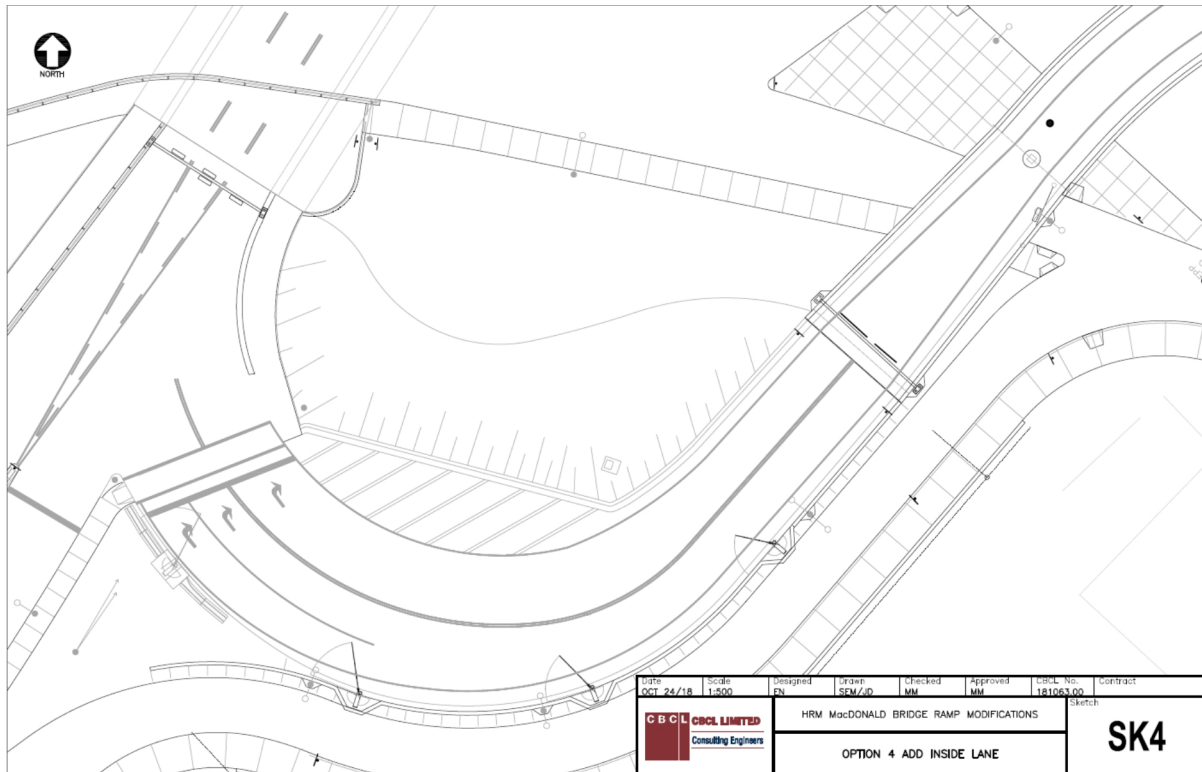 NORTH
Date Scale Designed Drawn Checked Approved CBCL No. Contract
OCT 24/18 1:500 EN SEM/JD MM MM 181063.00
CBCL CBCL LIMITED
Consulting Engineers
HRM MacDONALD BRIDGE RAMP MODIFICATIONS
OPTION 4 ADD INSIDE LANE
Sketch
SK4